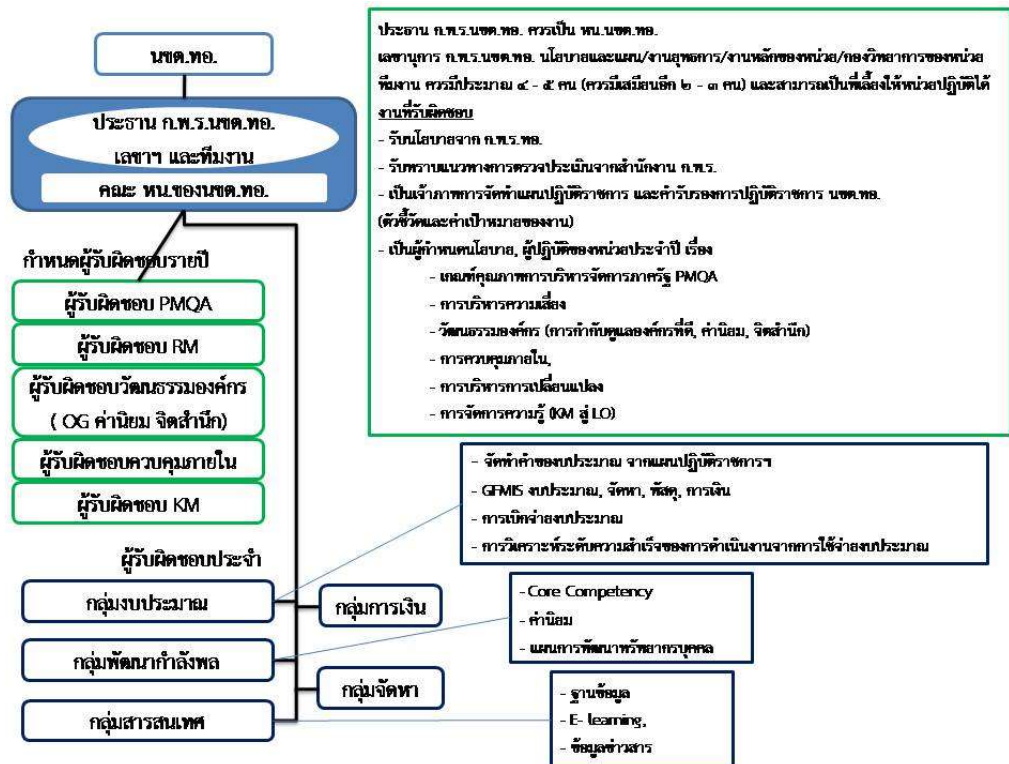 นขต.ทอ.
ประธาน ก.พ.ร.นขต.ทอ.
เลขาฯ และทีมงาน
คณะ หน.ของนขต.ทอ.
กำหนดผู้รับผิดชอบรายปี
ผู้รับผิดชอบ PMQA
ผู้รับผิดชอบ RM
ผู้รับผิดชอบวัฒนธรรมองค์กร
( OG ค่านิยม จิตสำนึก)
ผู้รับผิดชอบควบคุมภายใน
ผู้รับผิดชอบ KM
ผู้รับผิดชอบประจำ
กลุ่มงบประมาณ
กลุ่มการเงิน
กลุ่มพัฒนากำลังพล
กลุ่มจัดหา
กลุ่มสารสนเทศ
ประธาน ก.พ.ร.นขต.ทอ. ควรเป็น หน.นขต.ทอ.
เลขานุการ ก.พ.ร.นขต.ทอ. นโยบายและแผน/งานยุทธการ/งานหลักของหน่วย/กองวิทยาการของหน่วย
ทีมงาน ควรมีประมาณ ๔ - ๕ คน (ควรมีเสมียนอีก ๒ - ๓ คน) และสามารถเป็นพี่เลี้ยงให้หน่วยปฏิบัติได้
งานที่รับผิดชอบ
- รับนโยบายจาก ก.พ.ร.ทอ.
- รับทราบแนวทางการตรวจประเมินจากสำนักงาน ก.พ.ร.
- เป็นเจ้าภาพการจัดทำแผนปฏิบัติราชการ และคำรับรองการปฏิบัติราชการ นขต.ทอ.
(ตัวชี้วัดและค่าเป้าหมายของงาน)
- เป็นผู้กำหนดนโยบาย, ผู้ปฏิบัติของหน่วยประจำปี เรื่อง
- เกณฑ์คุณภาพการบริหารจัดการภาครัฐ PMQA
- การบริหารความเสี่ยง
- วัฒนธรรมองค์กร (การกำกับดูแลองค์กรที่ดี, ค่านิยม, จิตสำนึก)
- การควบคุมภายใน,
- การบริหารการเปลี่ยนแปลง
- การจัดการความรู้ (KM สู่ LO)
- จัดทำคำของบประมาณ จากแผนปฏิบัติราชการฯ
- GFMIS งบประมาณ, จัดหา, พัสดุ, การเงิน
- การเบิกจ่ายงบประมาณ
- การวิเคราะห์ระดับความสำเร็จของการดำเนินงานจากการใช้จ่ายงบประมาณ
- Core Competency
- ค่านิยม
- แผนการพัฒนาทรัพยากรบุคคล
- ฐานข้อมูล
- E- learning,
- ข้อมูลข่าวสาร